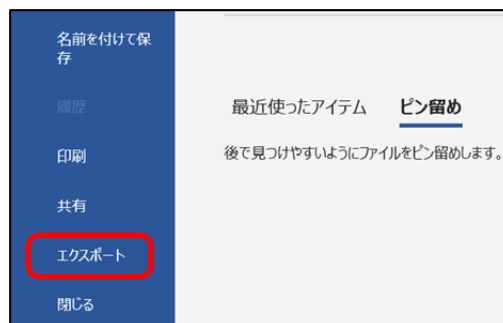 名前を付けて保
存
履歴
印刷
共有
エクスポート
閉じる
最近使ったアイテム ピン留め
後で見つけやすいようにファイルをピン留めします。